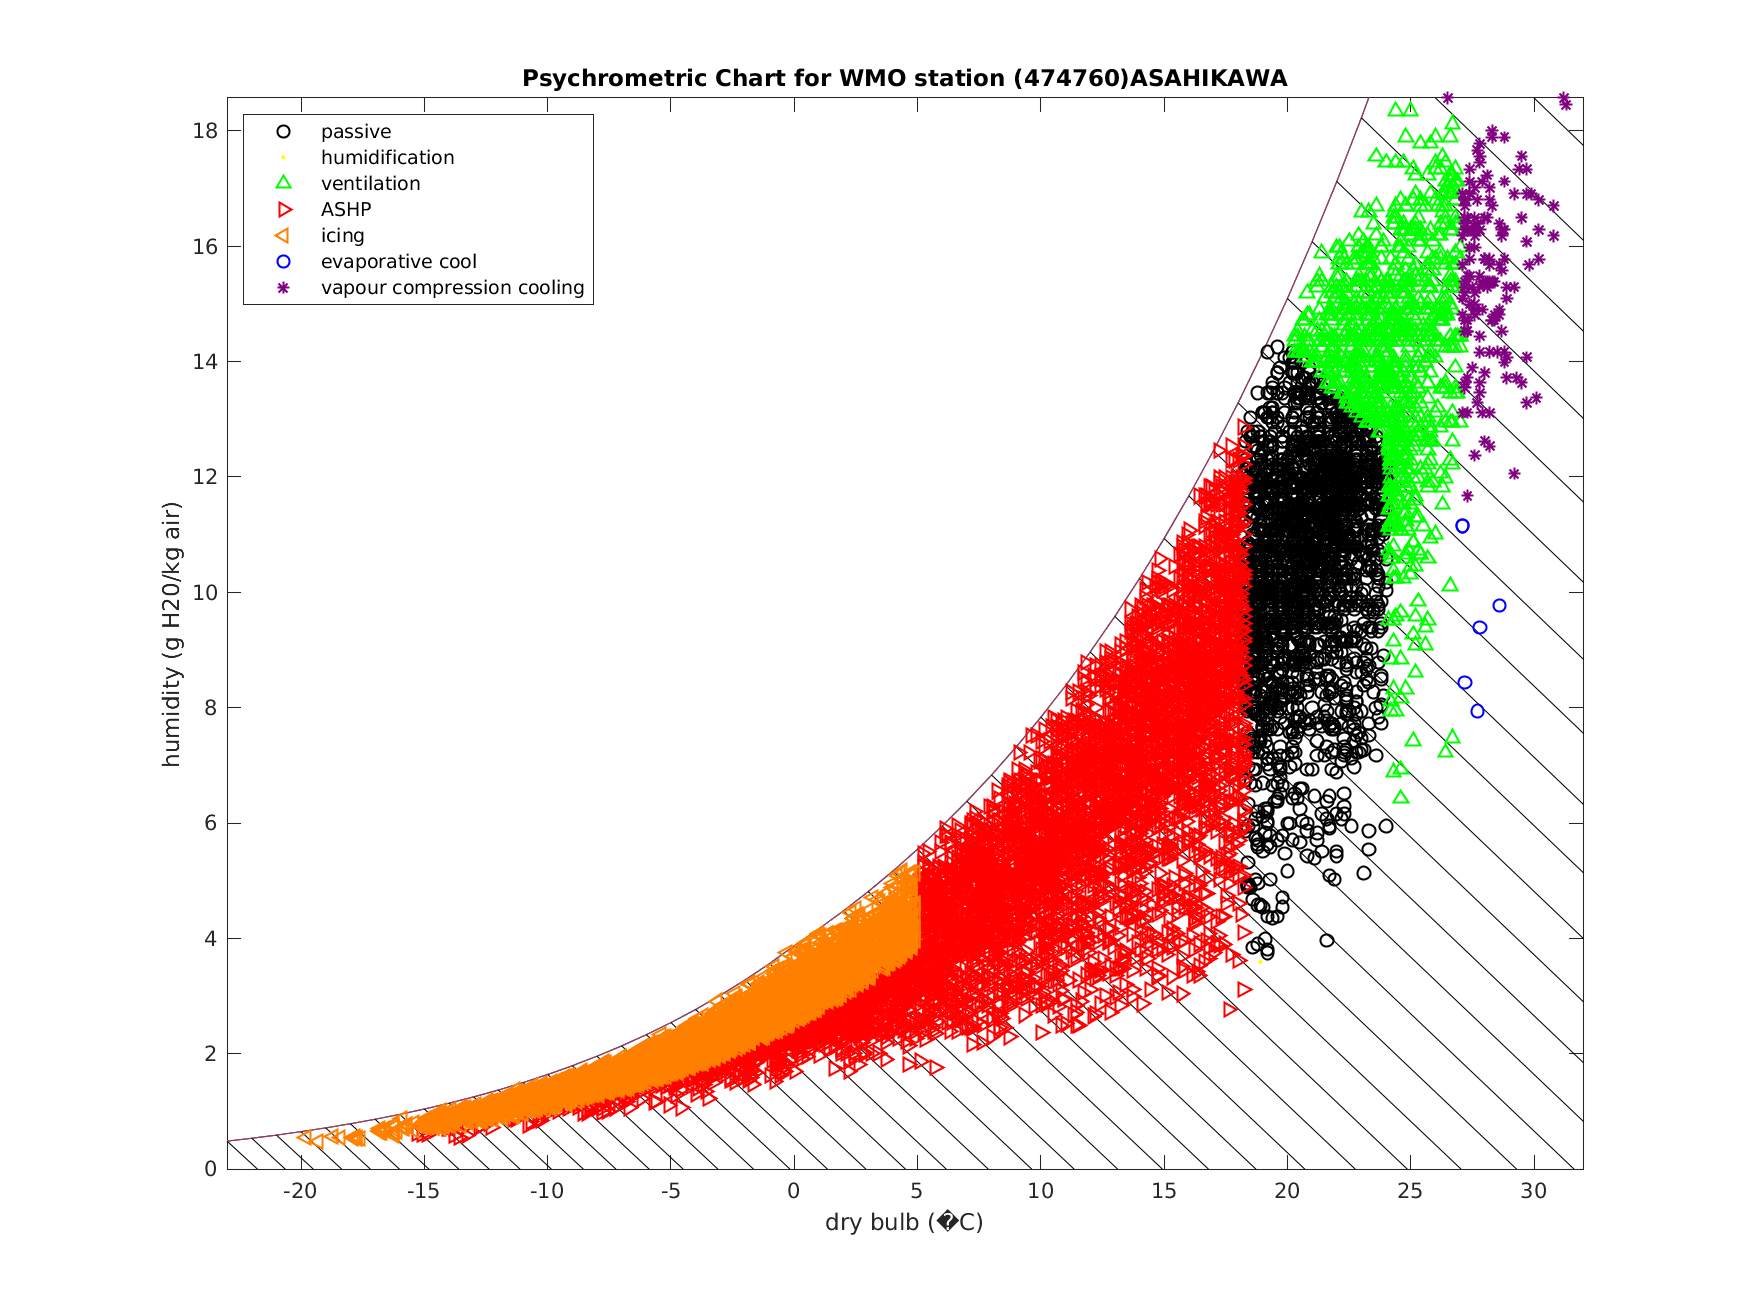 Psychrometric Chart for WMO station (474760)ASAHIKAWA
passive
humidification
ventilation
ASHP
icing
evaporative cool
vapour compression cooling
humidity (g H20/kg air)
18
16
14
12
10
8
6
4
2
0
-20 -15 -10 -5 0 5 10 15 20 25 30
dry bulb (�C)